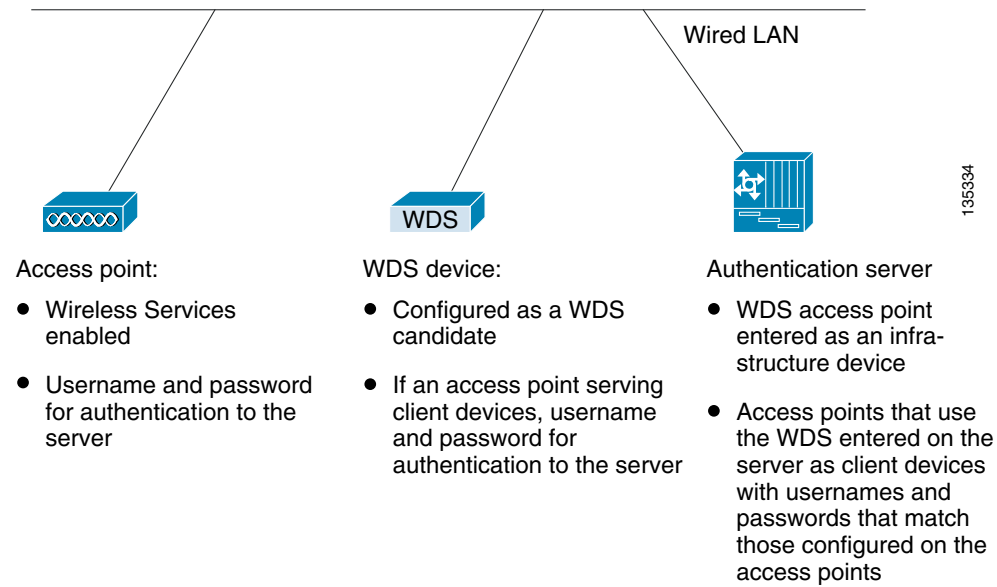 Wired LAN
135334
WDS
Access point:
• Wireless Services
enabled
• Username and password
for authentication to the
server
WDS device:
• Configured as a WDS
candidate
• If an access point serving
client devices, username
and password for
authentication to the server
Authentication server
• WDS access point
entered as an infra-
structure device
• Access points that use
the WDS entered on the
server as client devices
with usernames and
passwords that match
those configured on the
access points